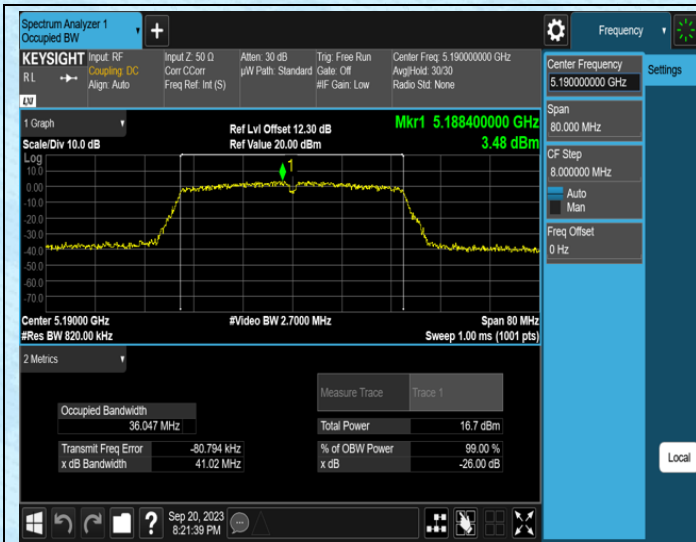 Spectrum Analyzer 1
Occupied BW
Frequency
KEYSIGHT
RL
LXI
Input: RF
Coupling: DC
Align: Auto
Input Z: 50 Ω
Corr CCorr
Freq Ref: Int (S)
Atten: 30 dB
µW Path: Standard
Trig: Free Run
Gate: Off
#IF Gain: Low
Center Freq: 5.190000000 GHz
Avg|Hold: 30/30
Radio Std: None
Center Frequency
5.190000000 GHz
Settings
Span
80.000 MHz
CF Step
8.000000 MHz
Auto
Man
Freq Offset
0 Hz
Local
1 Graph
Scale/Div 10.0 dB
Ref Lvl Offset 12.30 dB
Ref Value 20.00 dBm
Mkr1 5.188400000 GHz
3.48 dBm
Log
10.0
0.00
-10.0
-20.0
-30.0
-40.0
-50.0
-60.0
-70.0
1
Center 5.19000 GHz
#Video BW 2.7000 MHz
Span 80 MHz
#Res BW 820.00 kHz
Sweep 1.00 ms (1001 pts)
2 Metrics
Measure Trace
Trace 1
Occupied Bandwidth
36.047 MHz
Total Power
16.7 dBm
Transmit Freq Error
-80.794 kHz
% of OBW Power
99.00 %
x dB Bandwidth
41.02 MHz
x dB
-26.00 dB
?
Sep 20, 2023
8:21:39 PM